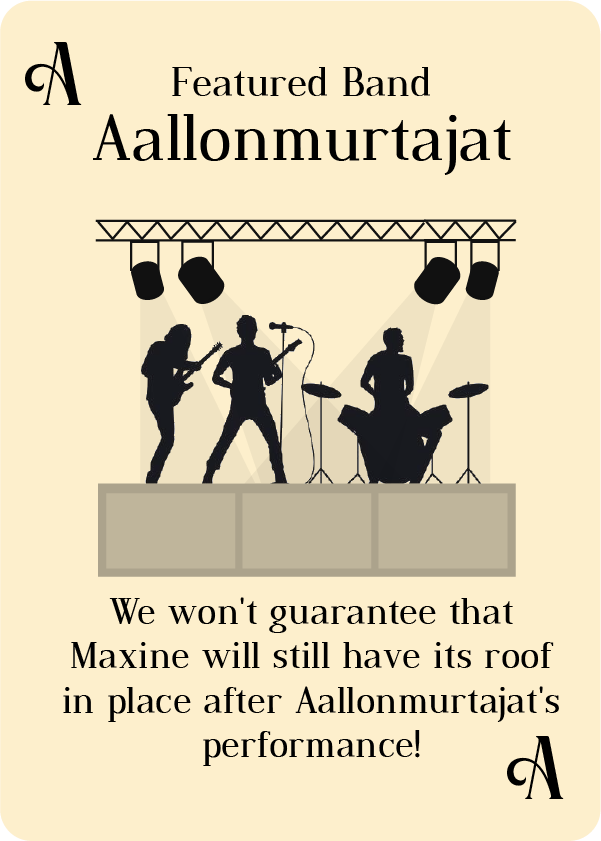 A
Featured Band
Aallonmurtajat
We won't guarantee that
Maxine will still have its roof
in place after Aallonmurtajat's
performance!
A